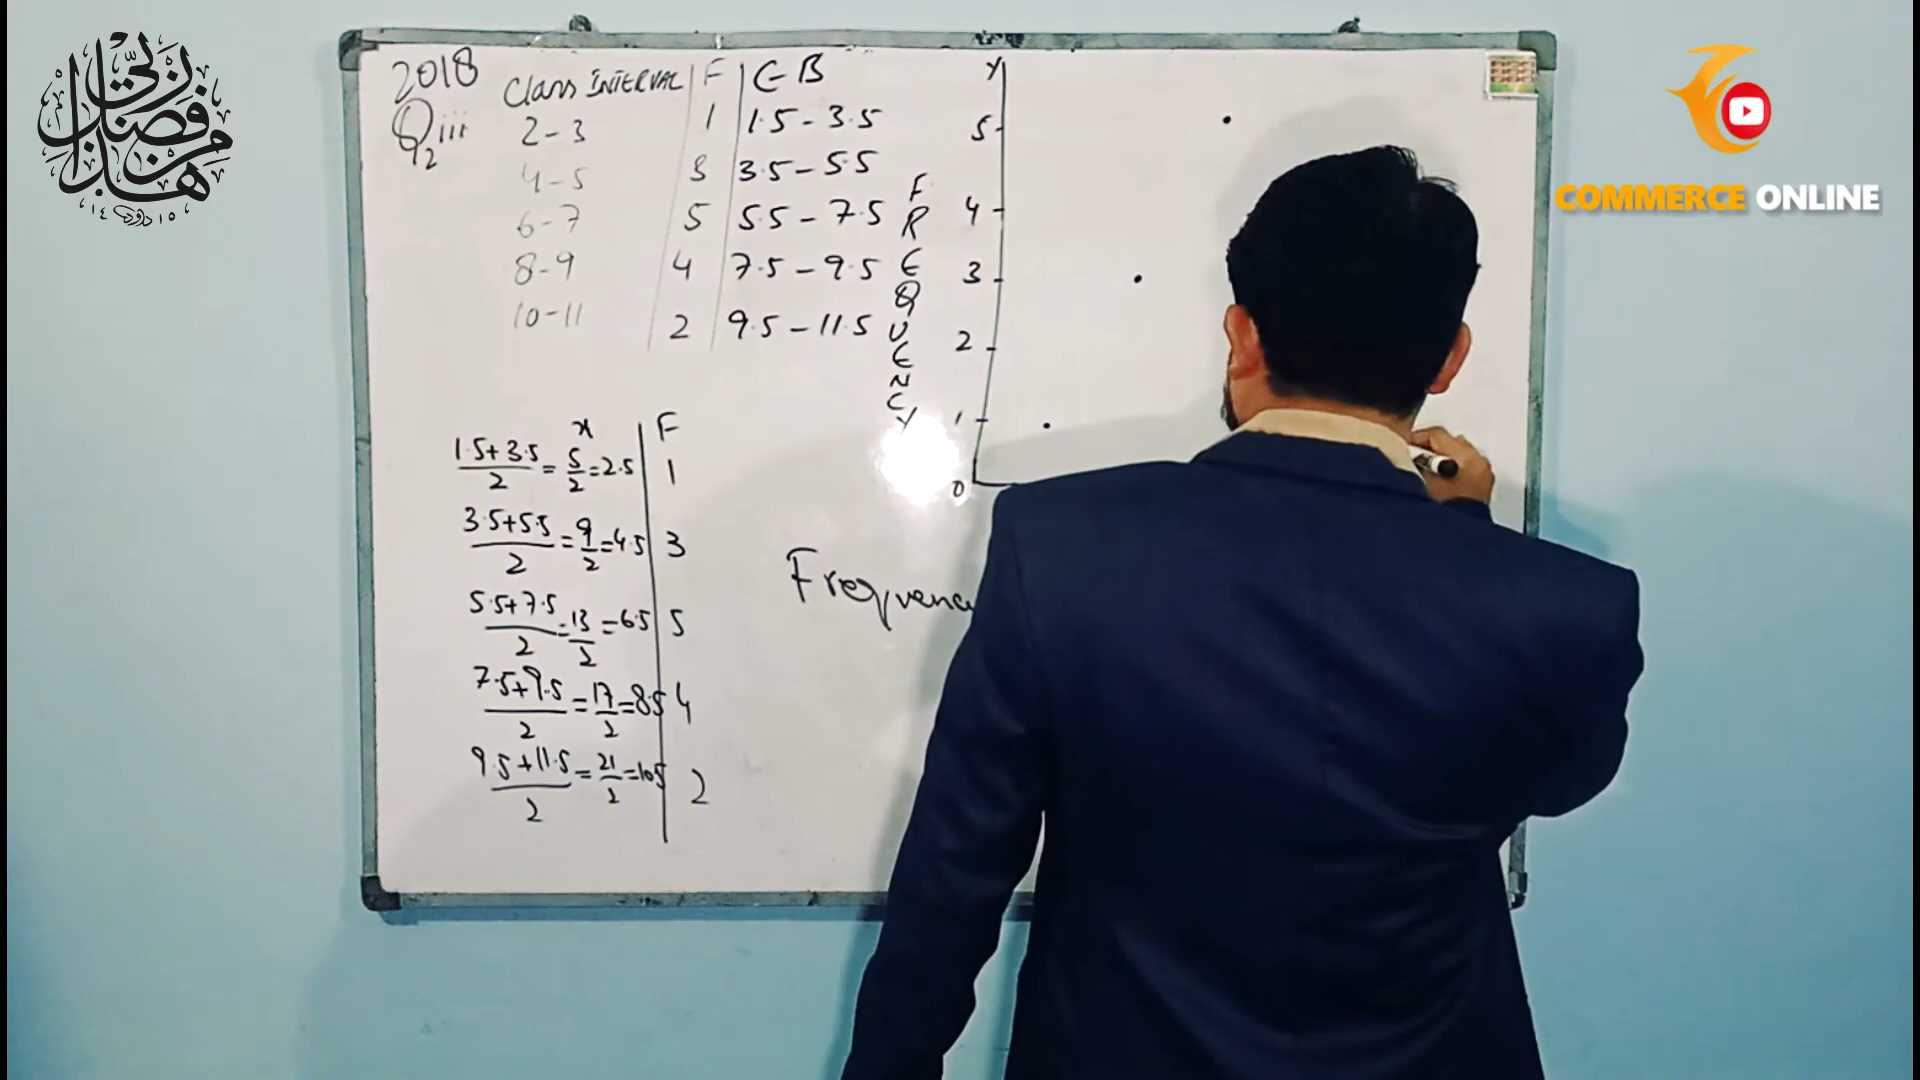 هذا من فضل ربي
COMMERCE ONLINE
2018
Q2 iii
Class INTERVAL F C-B
2-3 1 1.5-3.5
4-5 3 3.5-5.5
6-7 5 5.5-7.5
8-9 4 7.5-9.5
10-11 2 9.5-11.5
x F
1.5+3.5/2 = 5/2 = 2.5 1
3.5+5.5/2 = 9/2 = 4.5 3
5.5+7.5/2 = 13/2 = 6.5 5
7.5+9.5/2 = 17/2 = 8.5 4
9.5+11.5/2 = 21/2 = 10.5 2
FREQUENCY
Y
5
4
3
2
1
0